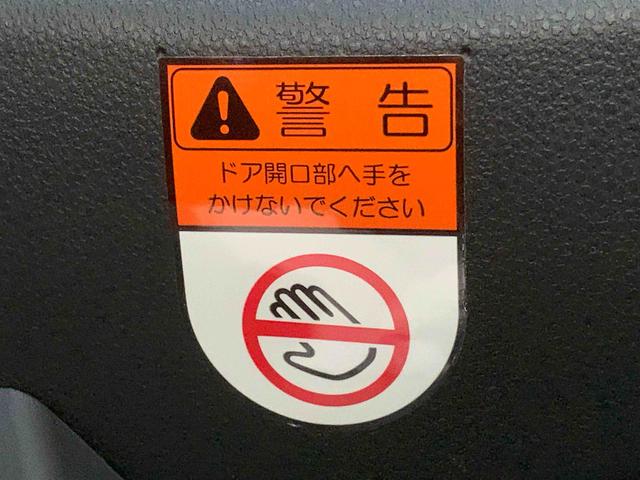 警告
ドア開口部へ手を
かけないでください